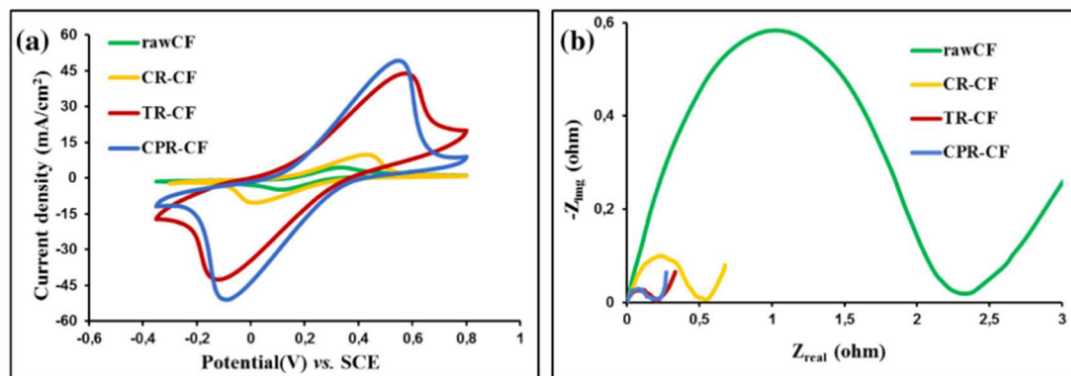 (a)
rawCF
CR-CF
TR-CF
CPR-CF
60
45
30
15
0
-15
-30
-45
-60
Current density (mA/cm²)
-0,6
-0,4
-0,2
0
0,2
0,4
0,6
0,8
1
Potential(V) vs. SCE
(b)
rawCF
CR-CF
TR-CF
CPR-CF
0,6
0,4
0,2
0
-Zimg (ohm)
0
0,5
1
1,5
2
2,5
3
Zreal (ohm)